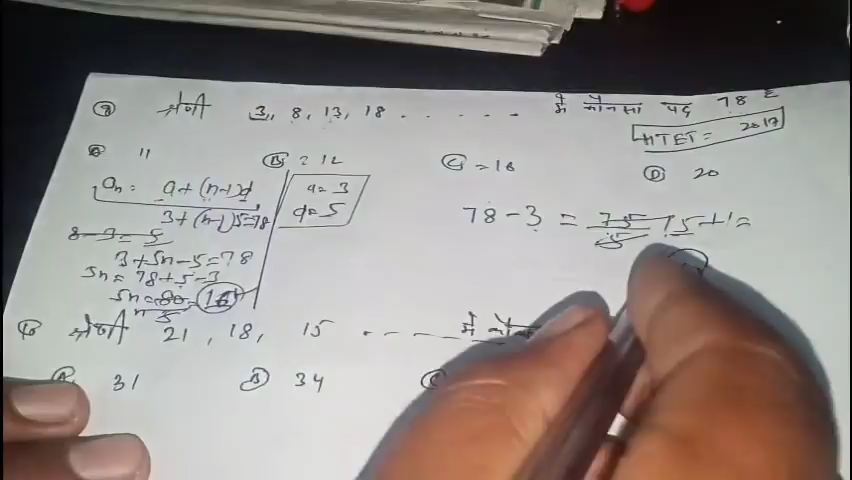 9 श्रेणी 3, 8, 13, 18 . . . . . . में कौनसा पद 78 है
HTET = 2017
A 11 B = 12 C = 16 D 20
an = a + (n-1)d
a = 3
d = 5
3 + (n-1)5 = 78
8-3 = 5
3 + 5n - 5 = 78
5n = 78 + 5 - 3
5n = 80 16
n 5
78 - 3 = 75 15 + 1 =
5
10 श्रेणी 21, 18, 15 . - - - में
A 31 B 34 C